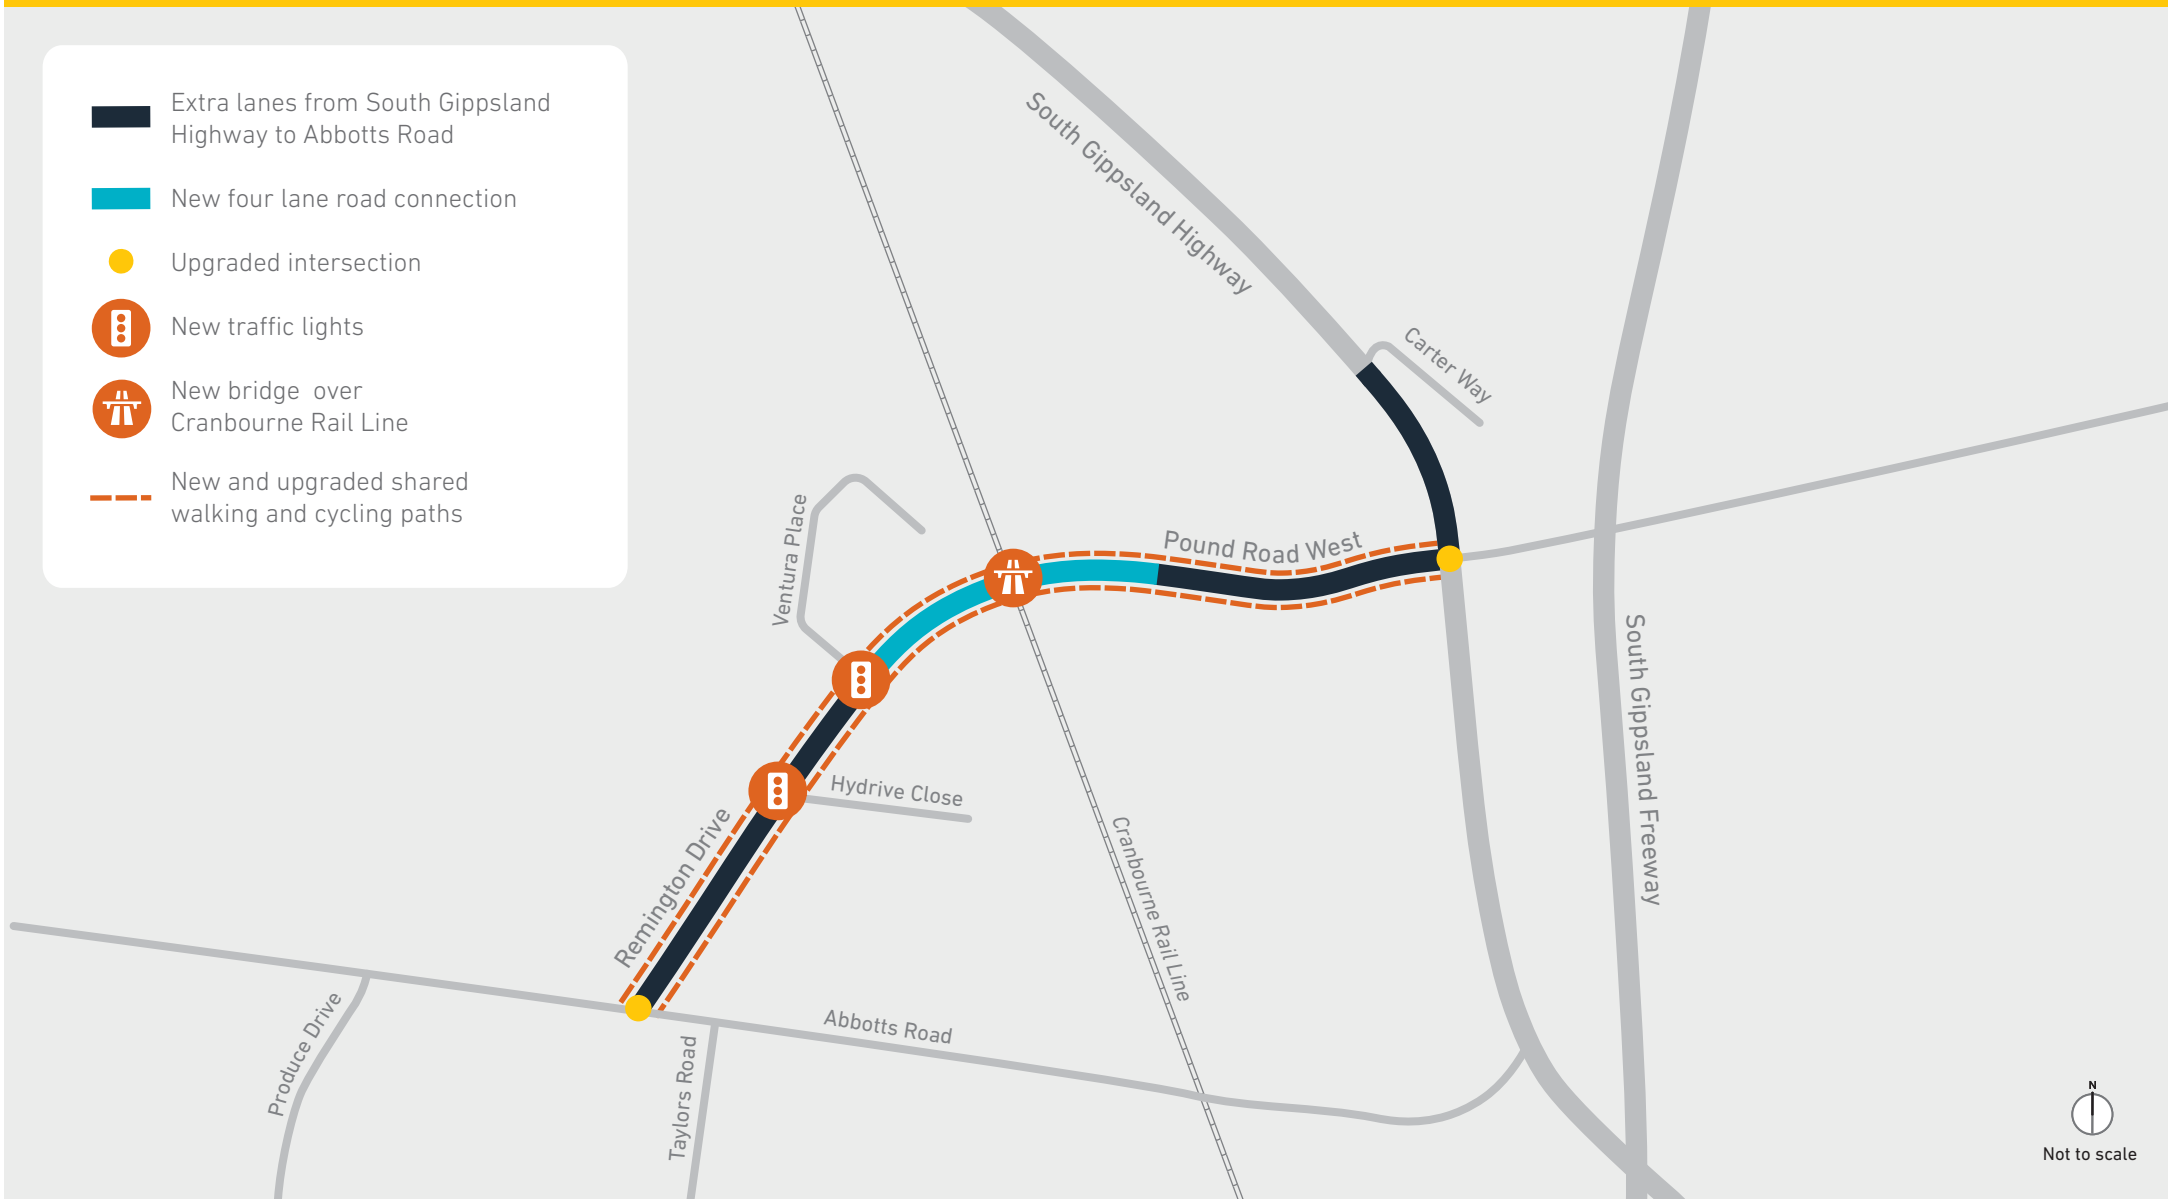 Extra lanes from South Gippsland
Highway to Abbotts Road
New four lane road connection
Upgraded intersection
New traffic lights
New bridge over
Cranbourne Rail Line
New and upgraded shared
walking and cycling paths
South Gippsland Highway
Carter Way
Ventura Place
Pound Road West
South Gippsland Freeway
Hydrive Close
Remington Drive
Cranbourne Rail Line
Produce Drive
Abbotts Road
Taylors Road
N
Not to scale